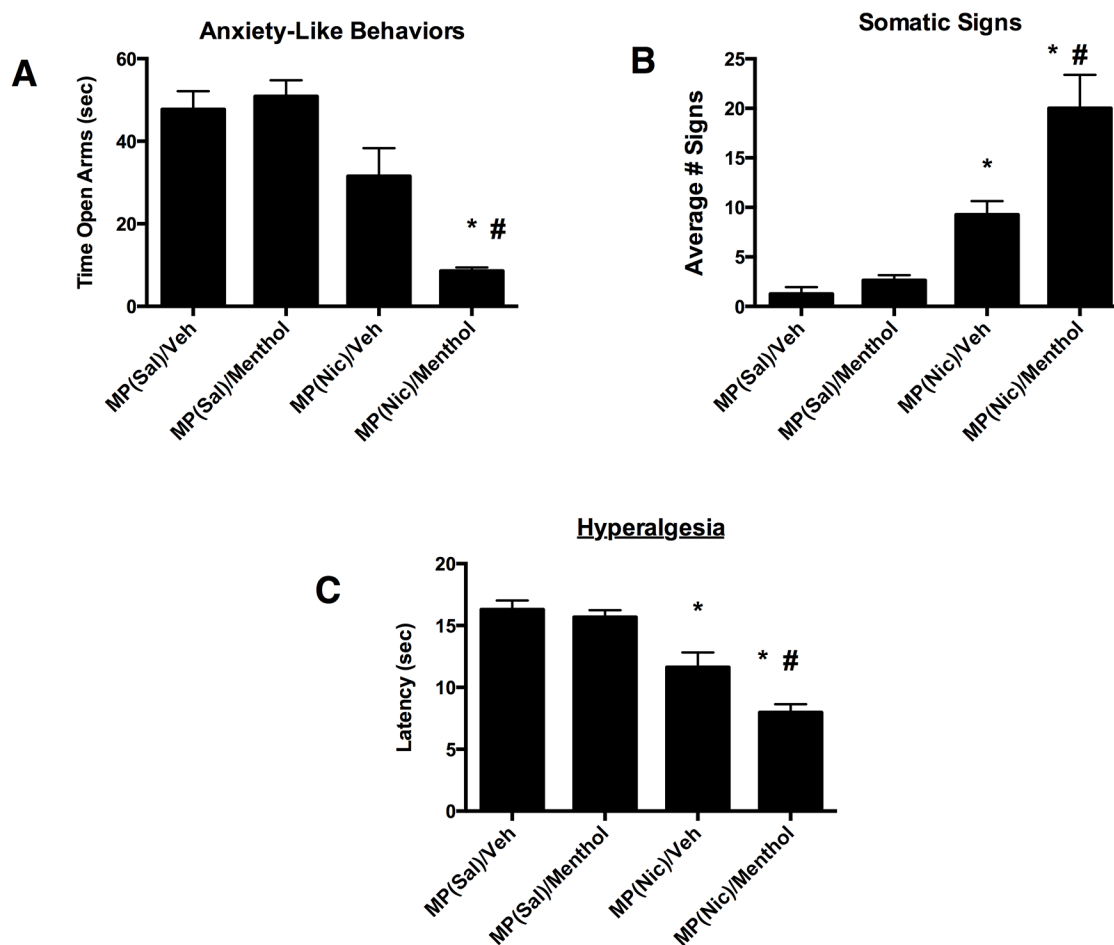 Anxiety-Like Behaviors
A
Time Open Arms (sec)
60
40
20
0
* #
MP(Sal)/Veh
MP(Sal)/Menthol
MP(Nic)/Veh
MP(Nic)/Menthol
Somatic Signs
B
Average # Signs
25
20
15
10
5
0
*
* #
MP(Sal)/Veh
MP(Sal)/Menthol
MP(Nic)/Veh
MP(Nic)/Menthol
Hyperalgesia
C
Latency (sec)
20
15
10
5
0
*
* #
MP(Sal)/Veh
MP(Sal)/Menthol
MP(Nic)/Veh
MP(Nic)/Menthol